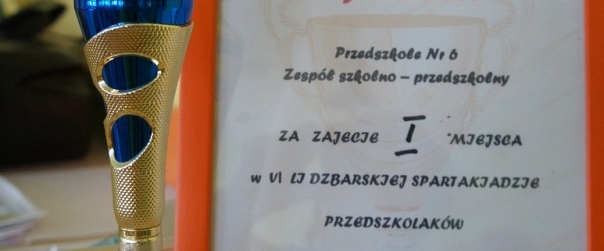 Przedszkole Nr 6
Zespół szkolno – przedszkolny
ZA ZAJĘCIE I MIEJSCA
w VI LIDZBARSKIEJ SPARTAKIADZIE
PRZEDSZKOLAKÓW